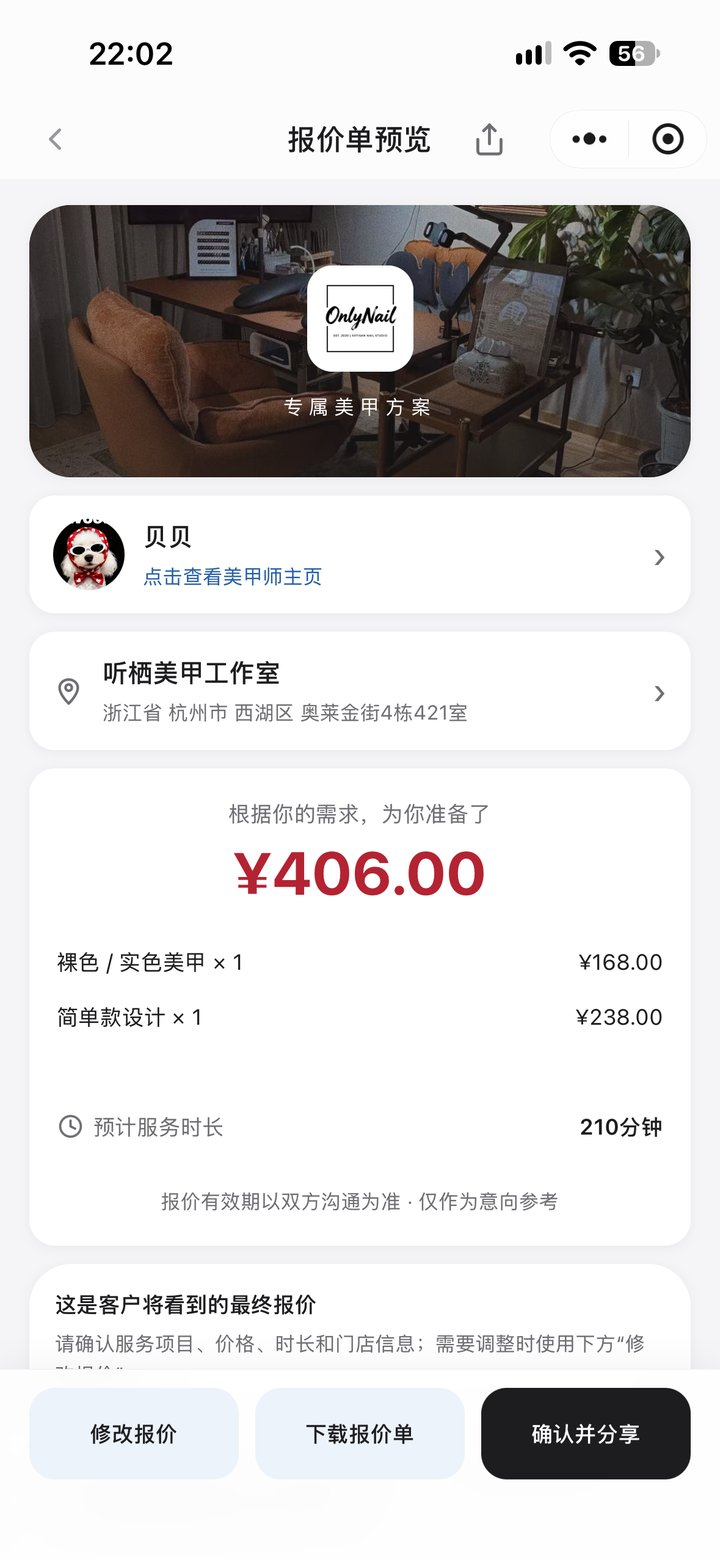 22:02
56
报价单预览
OnlyNail
专属美甲方案
贝贝
点击查看美甲师主页
听栖美甲工作室
浙江省 杭州市 西湖区 奥莱金街4栋421室
根据你的需求，为你准备了
¥406.00
裸色 / 实色美甲 × 1 ¥168.00
简单款设计 × 1 ¥238.00
预计服务时长 210分钟
报价有效期以双方沟通为准 · 仅作为意向参考
这是客户将看到的最终报价
请确认服务项目、价格、时长和门店信息；需要调整时使用下方“修
修改报价 下载报价单 确认并分享